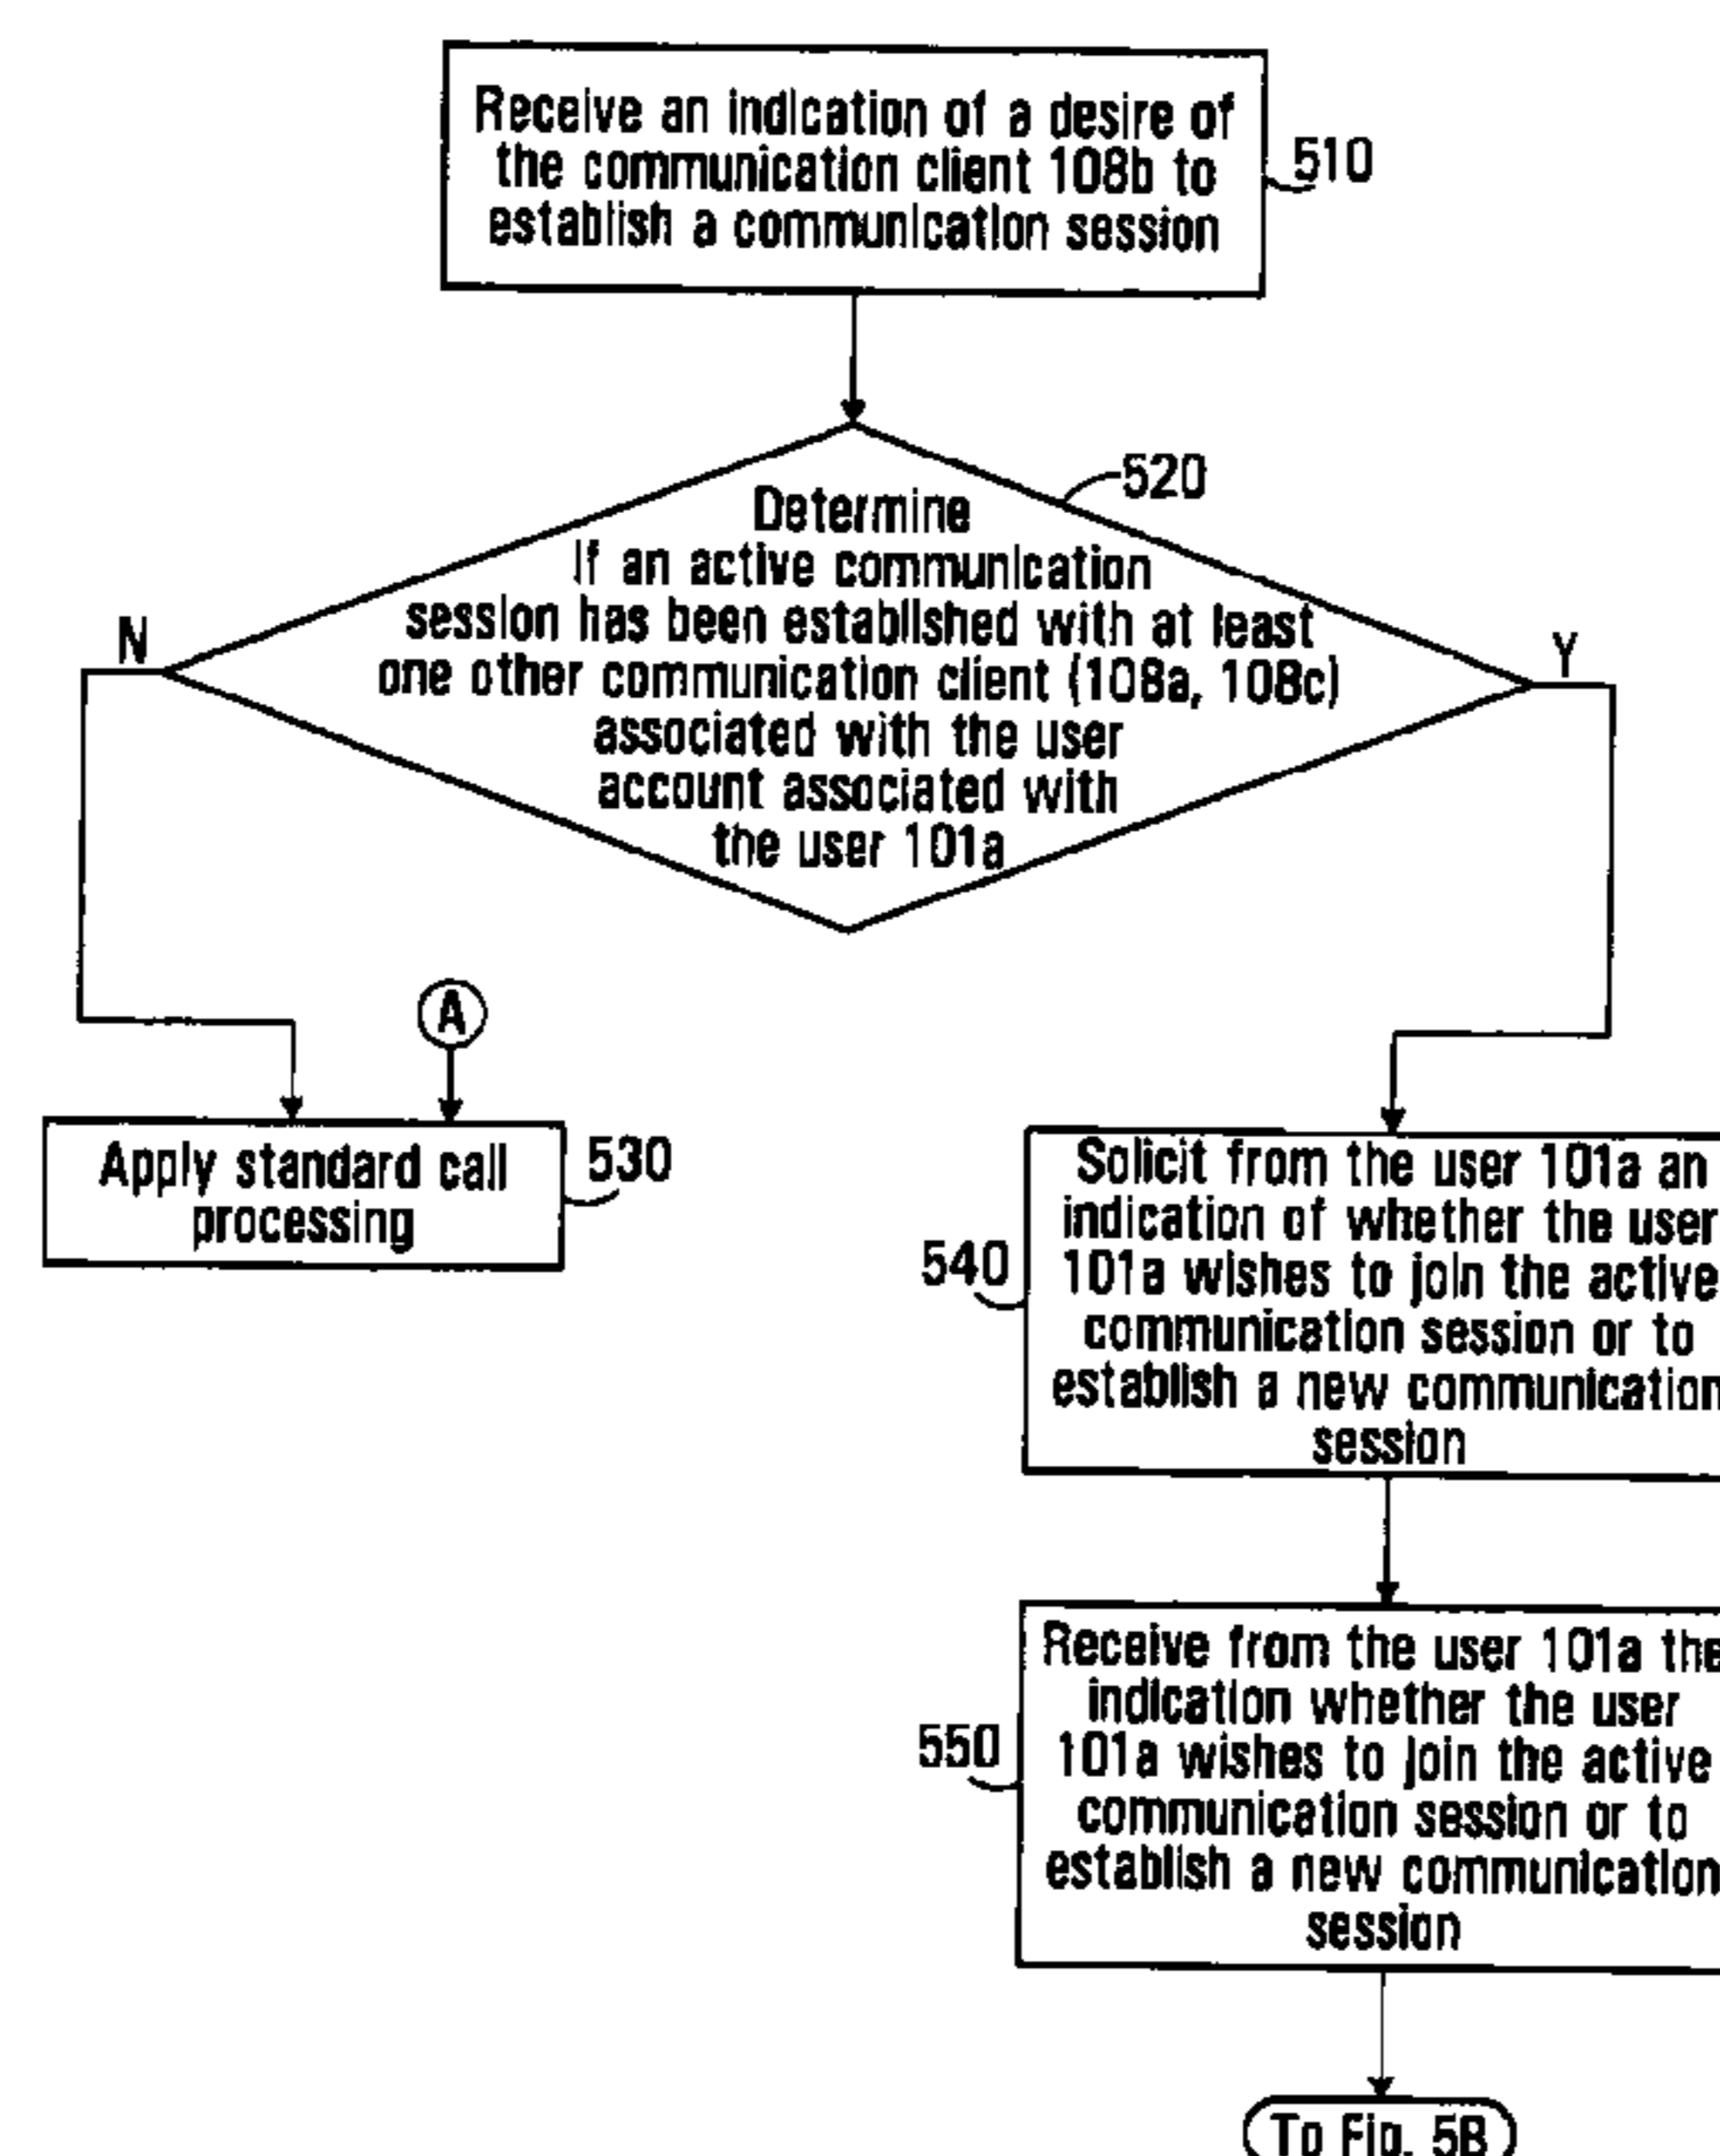 Receive an indication of a desire of
the communication client 108b to
establish a communication session
510
520
Determine
If an active communication
session has been established with at least
one other communication client (108a, 108c)
associated with the user
account associated with
the user 101a
N
Y
A
Apply standard call
processing
530
Solicit from the user 101a an
indication of whether the user
101a wishes to join the active
communication session or to
establish a new communication
session
540
Receive from the user 101a the
indication whether the user
101a wishes to join the active
communication session or to
establish a new communication
session
550
To Fig. 5B